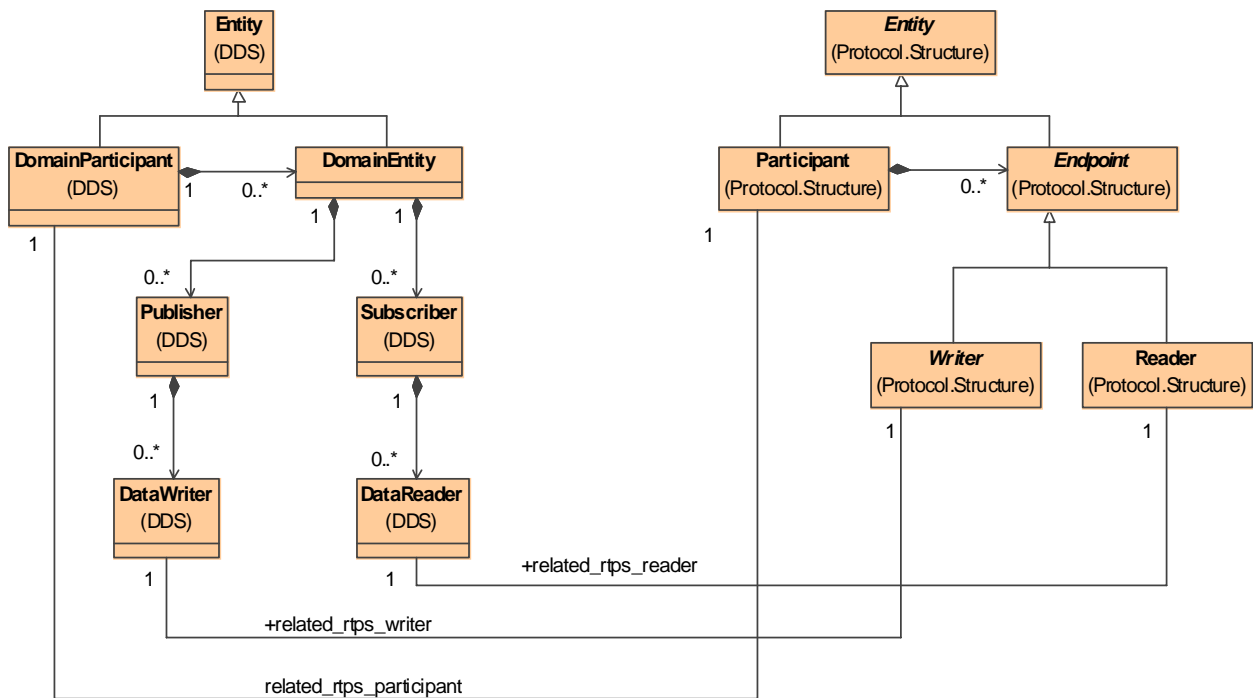 Entity
(DDS)
Entity
(Protocol.Structure)
DomainParticipant
(DDS)
1
0..*
DomainEntity
Participant
(Protocol.Structure)
0..*
Endpoint
(Protocol.Structure)
1
1
1
1
0..*
0..*
Publisher
(DDS)
Subscriber
(DDS)
Writer
(Protocol.Structure)
Reader
(Protocol.Structure)
1
1
1
1
0..*
0..*
DataWriter
(DDS)
DataReader
(DDS)
1
1
+related_rtps_reader
+related_rtps_writer
related_rtps_participant